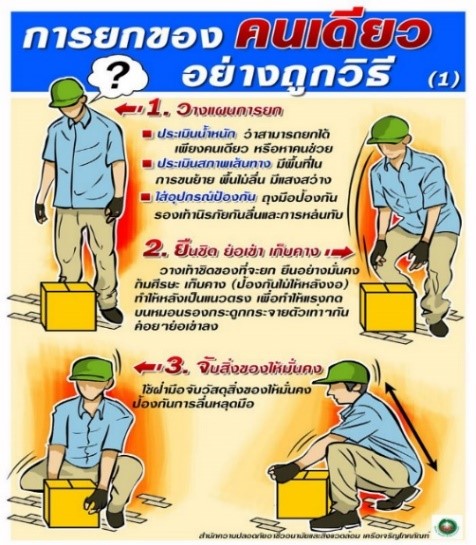 การยกของ คนเดียว
อย่างถูกวิธี (1)
?
1. วางแผนการยก
ประเมินน้ำหนัก ว่าสามารถยกได้
เพียงคนเดียว หรือหาคนช่วย
ประเมินสภาพเส้นทาง มีพื้นที่ใน
การขนย้าย พื้นไม่ลื่น มีแสงสว่าง
ใส่อุปกรณ์ป้องกัน ถุงมือป้องกัน
รองเท้านิรภัยกันลื่นและการหล่นทับ
2. ยืนชิด ย่อเข่า เก็บคาง
วางเท้าชิดของที่จะยก ยืนอย่างมั่นคง
ก้มศีรษะ เก็บคาง (ป้องกันไม่ให้หลังงอ)
ทำให้หลังเป็นแนวตรง เพื่อทำให้แรงกด
บนหมอนรองกระดูกกระจายตัวเท่าๆกัน
ค่อยๆย่อเข่าลง
3. จับสิ่งของให้มั่นคง
ใช้ฝ่ามือจับวัสดุสิ่งของให้มั่นคง
ป้องกันการลื่นหลุดมือ
สำนักความปลอดภัย อาชีวอนามัยและสิ่งแวดล้อม เครือเจริญโภคภัณฑ์